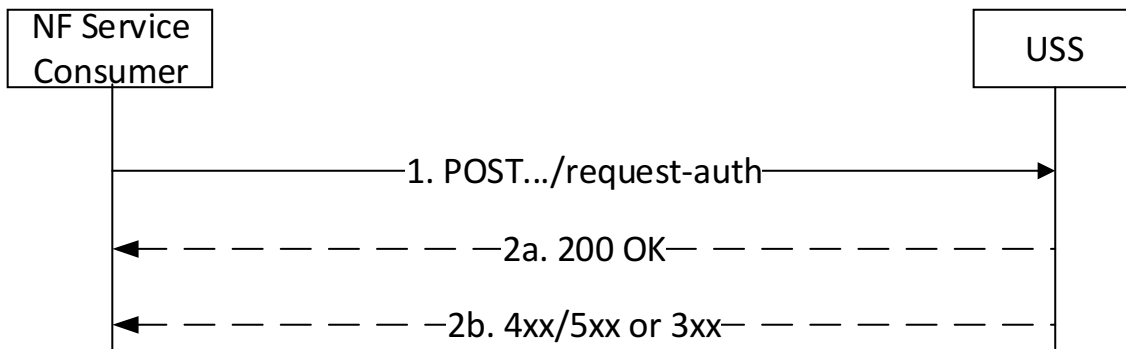 NF Service
Consumer
USS
1. POST.../request-auth
2a. 200 OK
2b. 4xx/5xx or 3xx